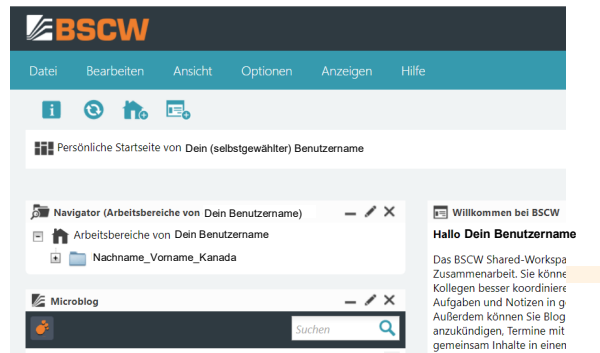 BSCW
Datei Bearbeiten Ansicht Optionen Anzeigen Hilfe
Persönliche Startseite von Dein (selbstgewählter) Benutzername
Navigator (Arbeitsbereiche von Dein Benutzername)
Arbeitsbereiche von Dein Benutzername
Nachname_Vorname_Kanada
Microblog
Suchen
Willkommen bei BSCW
Hallo Dein Benutzername
Das BSCW Shared-Workspa
Zusammenarbeit. Sie könne
Kollegen besser koordiniere
Aufgaben und Notizen in g
Außerdem können Sie Blog
anzukündigen, Termine mit
gemeinsam Inhalte in einen